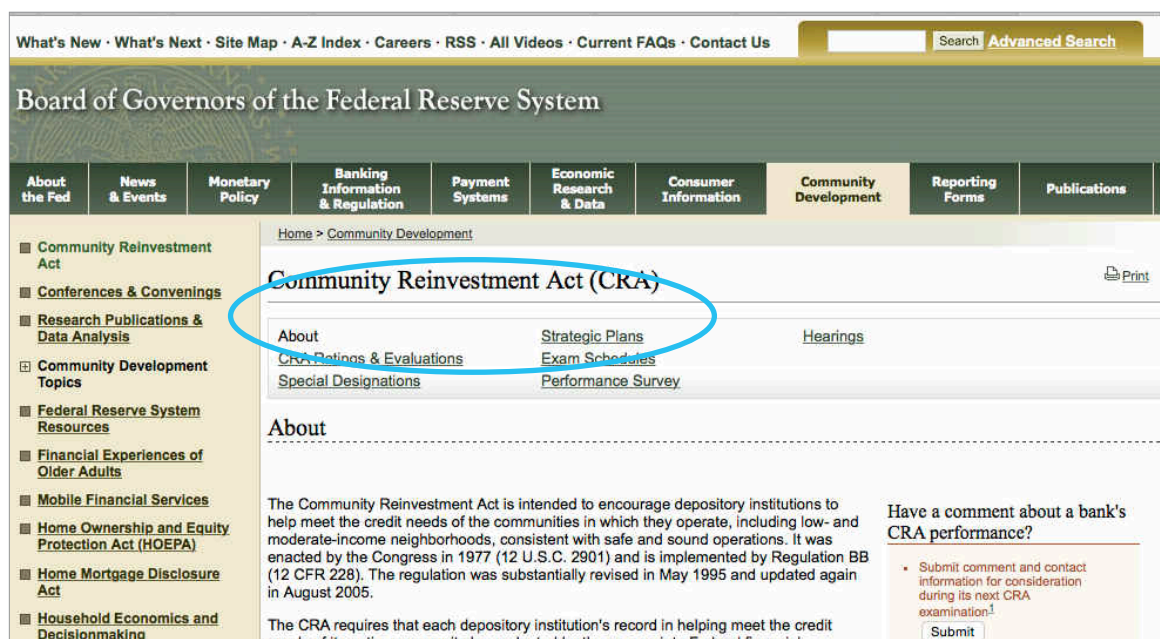 What's New · What's Next · Site Map · A-Z Index · Careers · RSS · All Videos · Current FAQs · Contact Us
Search Advanced Search
Board of Governors of the Federal Reserve System
About the Fed
News & Events
Monetary Policy
Banking Information & Regulation
Payment Systems
Economic Research & Data
Consumer Information
Community Development
Reporting Forms
Publications
Home > Community Development
Community Reinvestment
Act
Conferences & Convenings
Research Publications &
Data Analysis
Community Development
Topics
Federal Reserve System
Resources
Financial Experiences of
Older Adults
Mobile Financial Services
Home Ownership and Equity
Protection Act (HOEPA)
Home Mortgage Disclosure
Act
Household Economics and
Decisionmaking
Community Reinvestment Act (CRA)
Print
About Strategic Plans Hearings
CRA Ratings & Evaluations Exam Schedules
Special Designations Performance Survey
About
The Community Reinvestment Act is intended to encourage depository institutions to
help meet the credit needs of the communities in which they operate, including low- and
moderate-income neighborhoods, consistent with safe and sound operations. It was
enacted by the Congress in 1977 (12 U.S.C. 2901) and is implemented by Regulation BB
(12 CFR 228). The regulation was substantially revised in May 1995 and updated again
in August 2005.
The CRA requires that each depository institution's record in helping meet the credit
Have a comment about a bank's
CRA performance?
Submit comment and contact
information for consideration
during its next CRA
examination.1
Submit